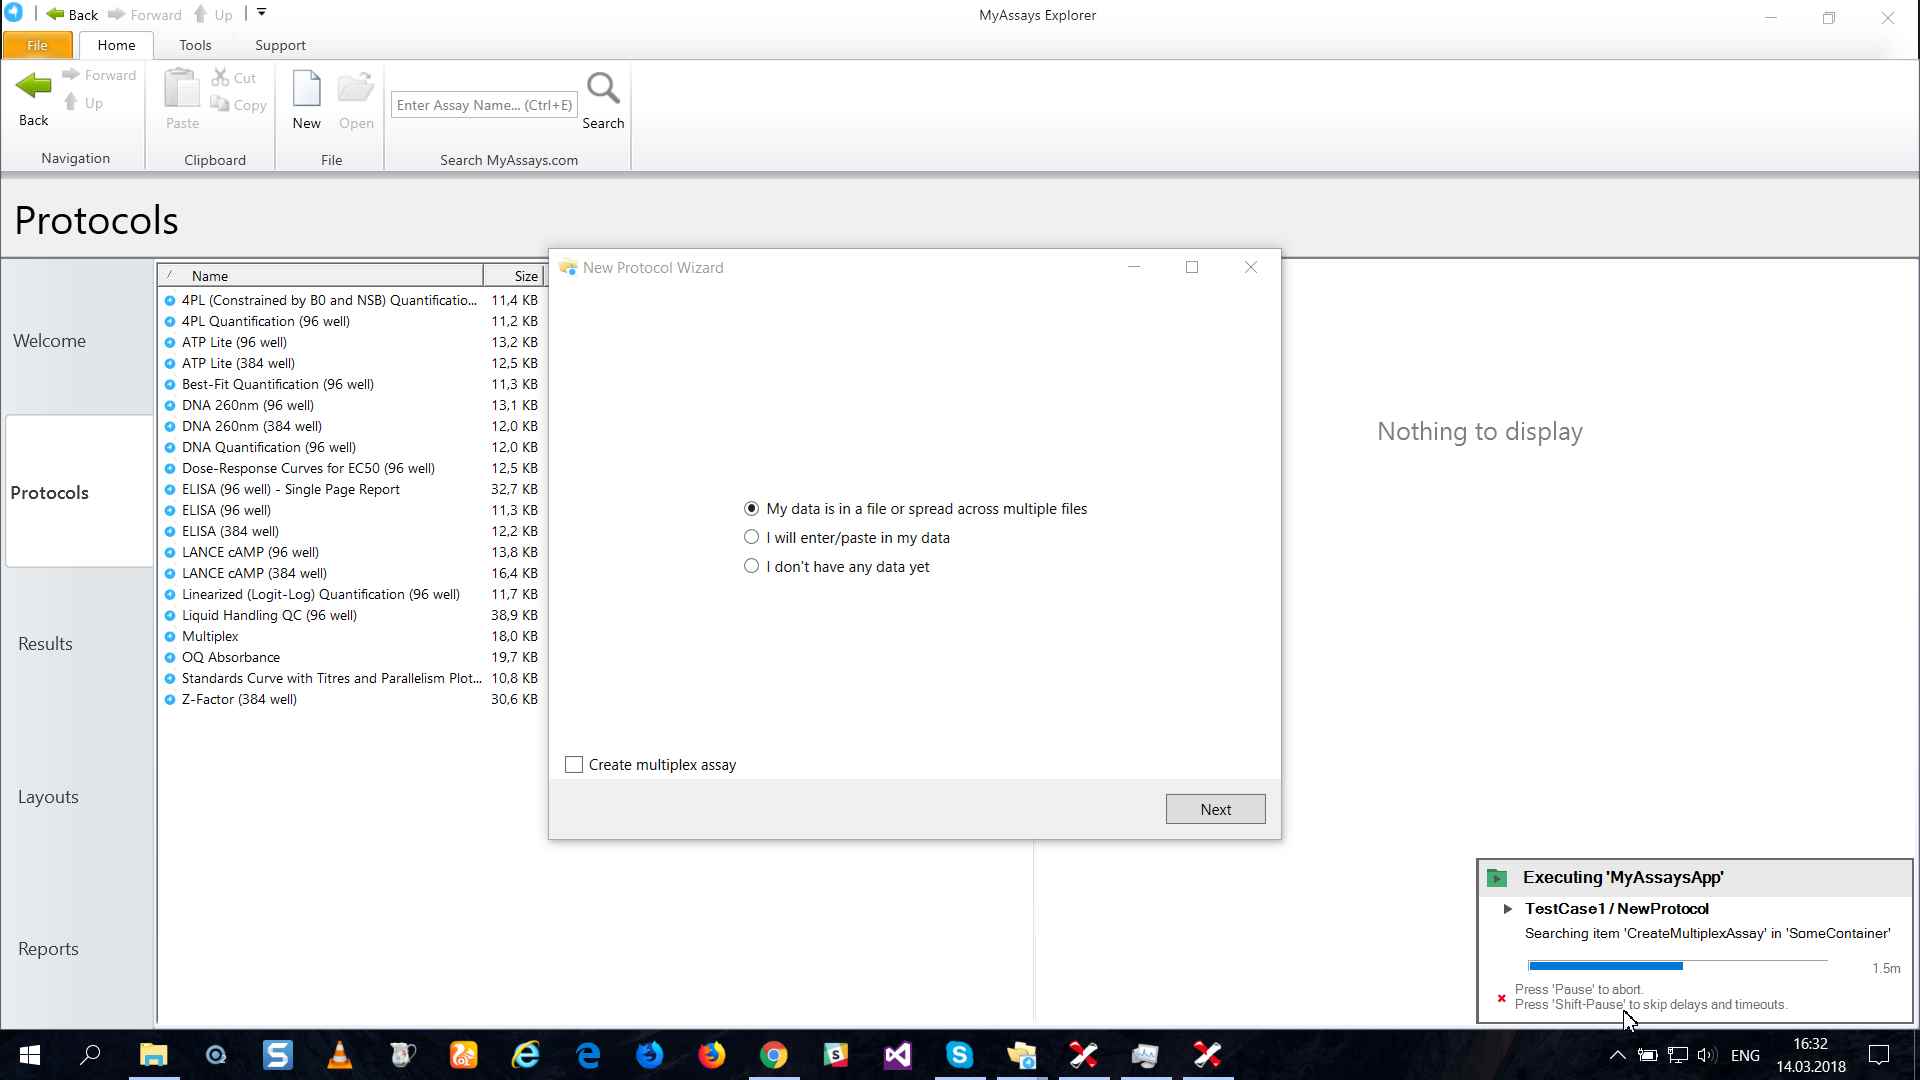 Back Forward Up
MyAssays Explorer
File Home Tools Support
Back
Forward
Up
Navigation
Paste
Cut
Copy
Clipboard
New
Open
File
Enter Assay Name... (Ctrl+E)
Search
Search MyAssays.com
Protocols
Welcome
Protocols
Results
Layouts
Reports
Name Size
4PL (Constrained by B0 and NSB) Quantificatio... 11,4 KB
4PL Quantification (96 well) 11,2 KB
ATP Lite (96 well) 13,2 KB
ATP Lite (384 well) 12,5 KB
Best-Fit Quantification (96 well) 11,3 KB
DNA 260nm (96 well) 13,1 KB
DNA 260nm (384 well) 12,0 KB
DNA Quantification (96 well) 12,0 KB
Dose-Response Curves for EC50 (96 well) 12,5 KB
ELISA (96 well) - Single Page Report 32,7 KB
ELISA (96 well) 11,3 KB
ELISA (384 well) 12,2 KB
LANCE cAMP (96 well) 13,8 KB
LANCE cAMP (384 well) 16,4 KB
Linearized (Logit-Log) Quantification (96 well) 11,7 KB
Liquid Handling QC (96 well) 38,9 KB
Multiplex 18,0 KB
OQ Absorbance 19,7 KB
Standards Curve with Titres and Parallelism Plot... 10,8 KB
Z-Factor (384 well) 30,6 KB
New Protocol Wizard
My data is in a file or spread across multiple files
I will enter/paste in my data
I don't have any data yet
Create multiplex assay
Next
Nothing to display
Executing 'MyAssaysApp'
TestCase1 / NewProtocol
Searching item 'CreateMultiplexAssay' in 'SomeContainer'
1.5m
Press 'Pause' to abort.
Press 'Shift-Pause' to skip delays and timeouts.
ENG
16:32
14.03.2018